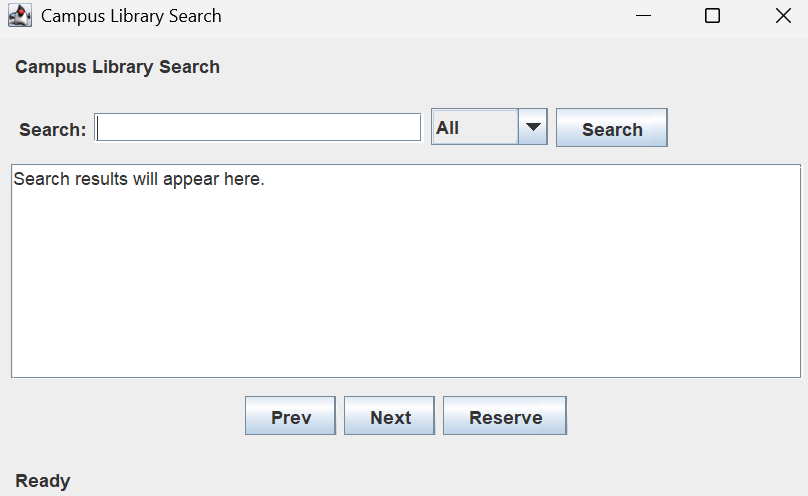 Campus Library Search
Campus Library Search
Search: All Search
Search results will appear here.
Prev Next Reserve
Ready